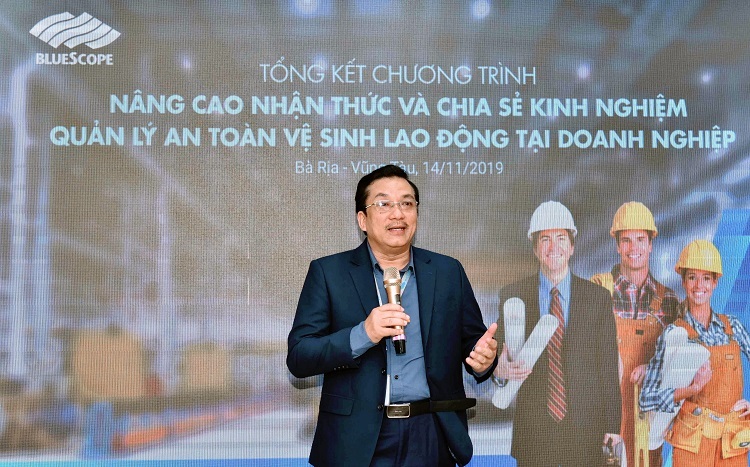 BLUESCOPE
TỔNG KẾT CHƯƠNG TRÌNH
NÂNG CAO NHẬN THỨC VÀ CHIA SẺ KINH NGHIỆM
QUẢN LÝ AN TOÀN VỆ SINH LAO ĐỘNG TẠI DOANH NGHIỆP
Bà Rịa - Vũng Tàu, 14/11/2019